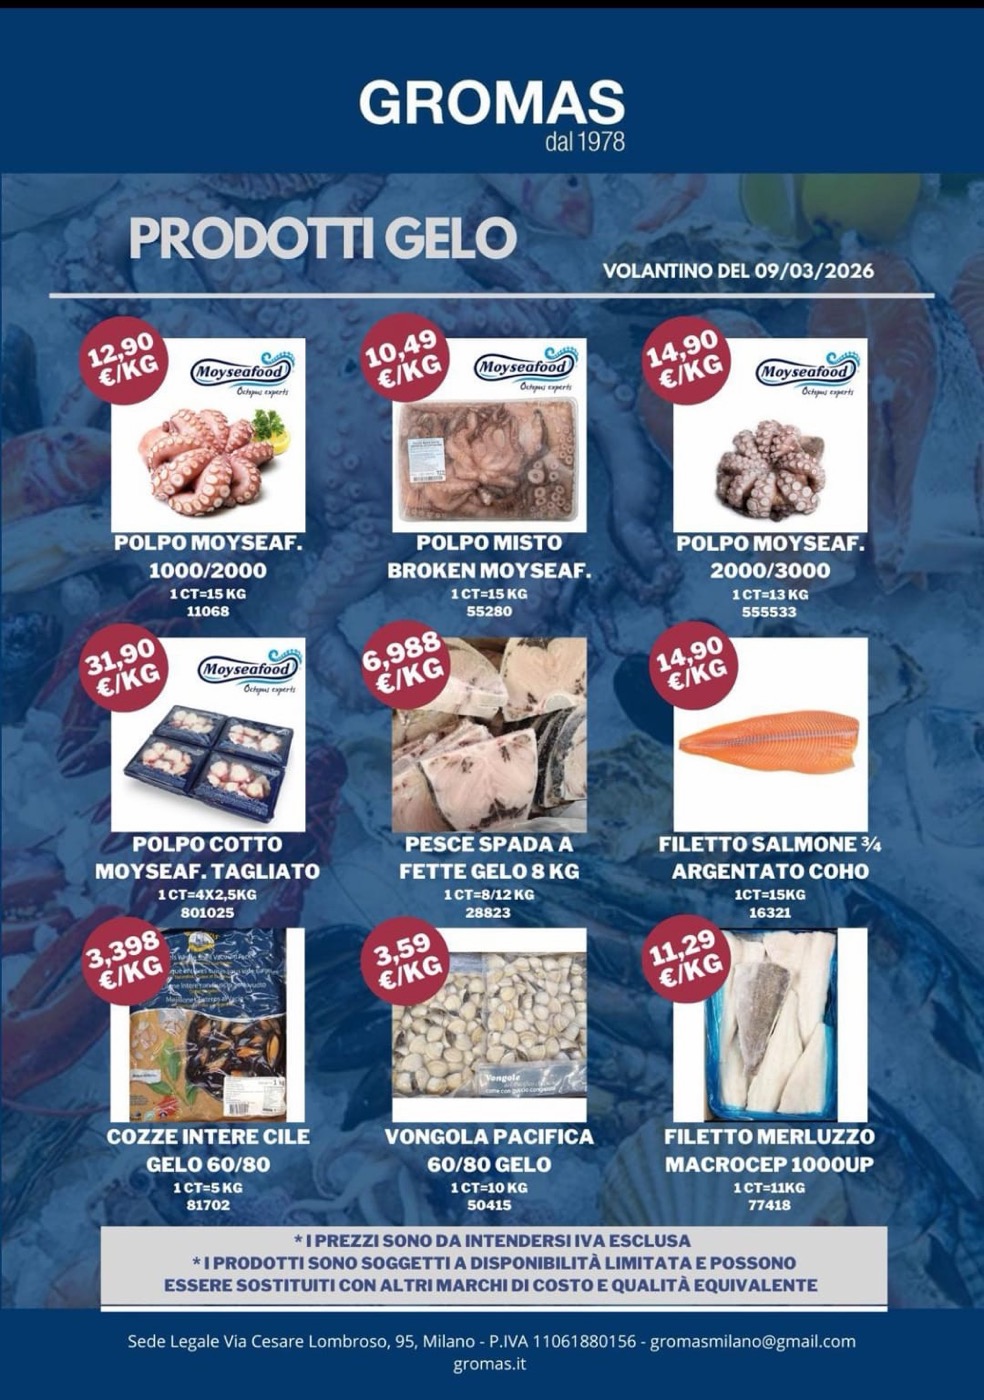 GROMAS
dal 1978
PRODOTTI GELO
VOLANTINO DEL 09/03/2026
12,90
€/KG
Moyseafood
Octopus experts
POLPO MOYSEAF.
1000/2000
1 CT=15 KG
11068
10,49
€/KG
Moyseafood
Octopus experts
POLPO MISTO
BROKEN MOYSEAF.
1 CT=15 KG
55280
14,90
€/KG
Moyseafood
Octopus experts
POLPO MOYSEAF.
2000/3000
1 CT=13 KG
555533
31,90
€/KG
Moyseafood
Octopus experts
POLPO COTTO
MOYSEAF. TAGLIATO
1 CT=4X2,5KG
801025
6,988
€/KG
PESCE SPADA A
FETTE GELO 8 KG
1 CT=8/12 KG
28823
14,90
€/KG
FILETTO SALMONE ¾
ARGENTATO COHO
1CT=15KG
16321
3,398
€/KG
COZZE INTERE CILE
GELO 60/80
1 CT=5 KG
81702
3,59
€/KG
Vongole
VONGOLA PACIFICA
60/80 GELO
1 CT=10 KG
50415
11,29
€/KG
FILETTO MERLUZZO
MACROCEP 1000UP
1 CT=11KG
77418
* I PREZZI SONO DA INTENDERSI IVA ESCLUSA
* I PRODOTTI SONO SOGGETTI A DISPONIBILITÀ LIMITATA E POSSONO
ESSERE SOSTITUITI CON ALTRI MARCHI DI COSTO E QUALITÀ EQUIVALENTE
Sede Legale Via Cesare Lombroso, 95, Milano - P.IVA 11061880156 - gromasmilano@gmail.com
gromas.it